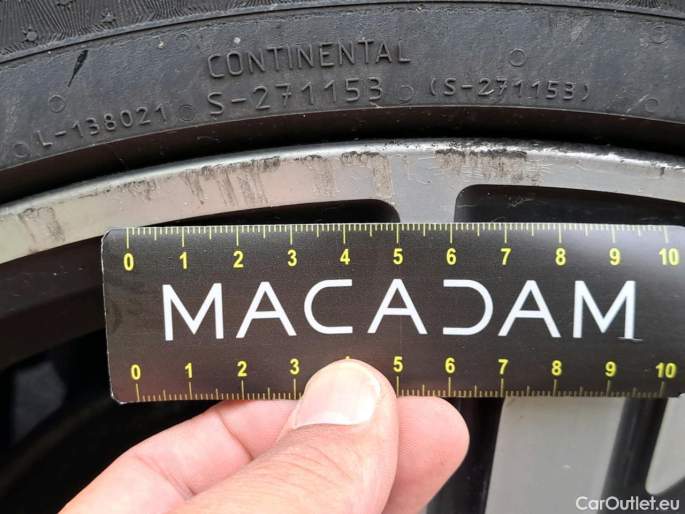 CONTINENTAL
L-138021 S-271153 (S-271153)
0 1 2 3 4 5 6 7 8 9 10
MACADAM
0 1 2 3 5 6 7 8 9 10
CarOutlet.eu